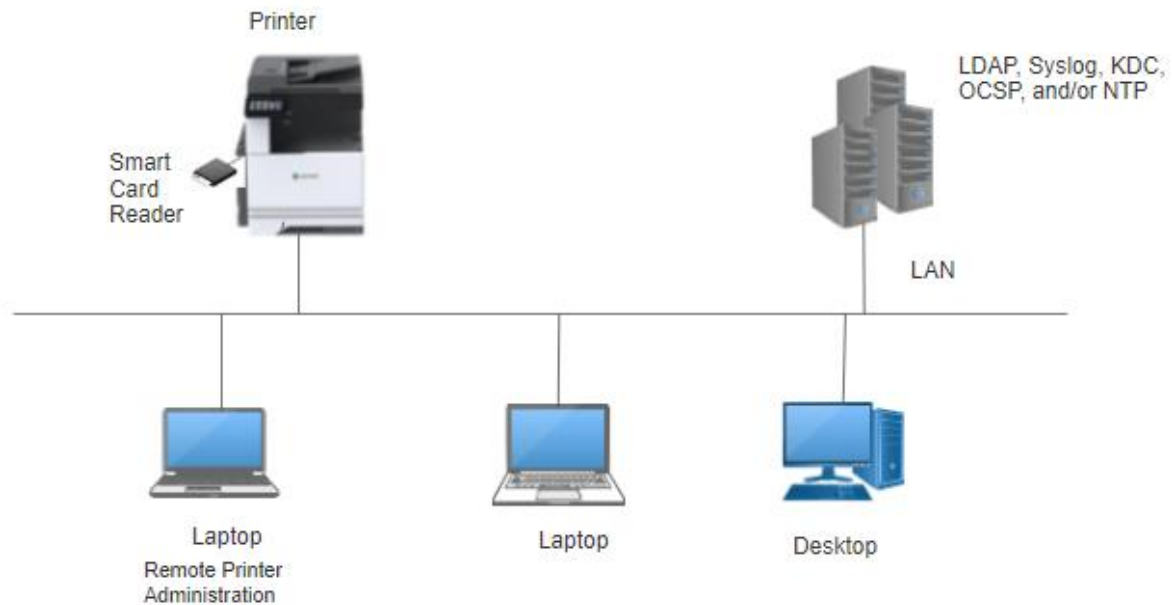 Printer
LDAP, Syslog, KDC,
OCSP, and/or NTP
Smart
Card
Reader
LAN
Laptop
Remote Printer
Administration
Laptop
Desktop